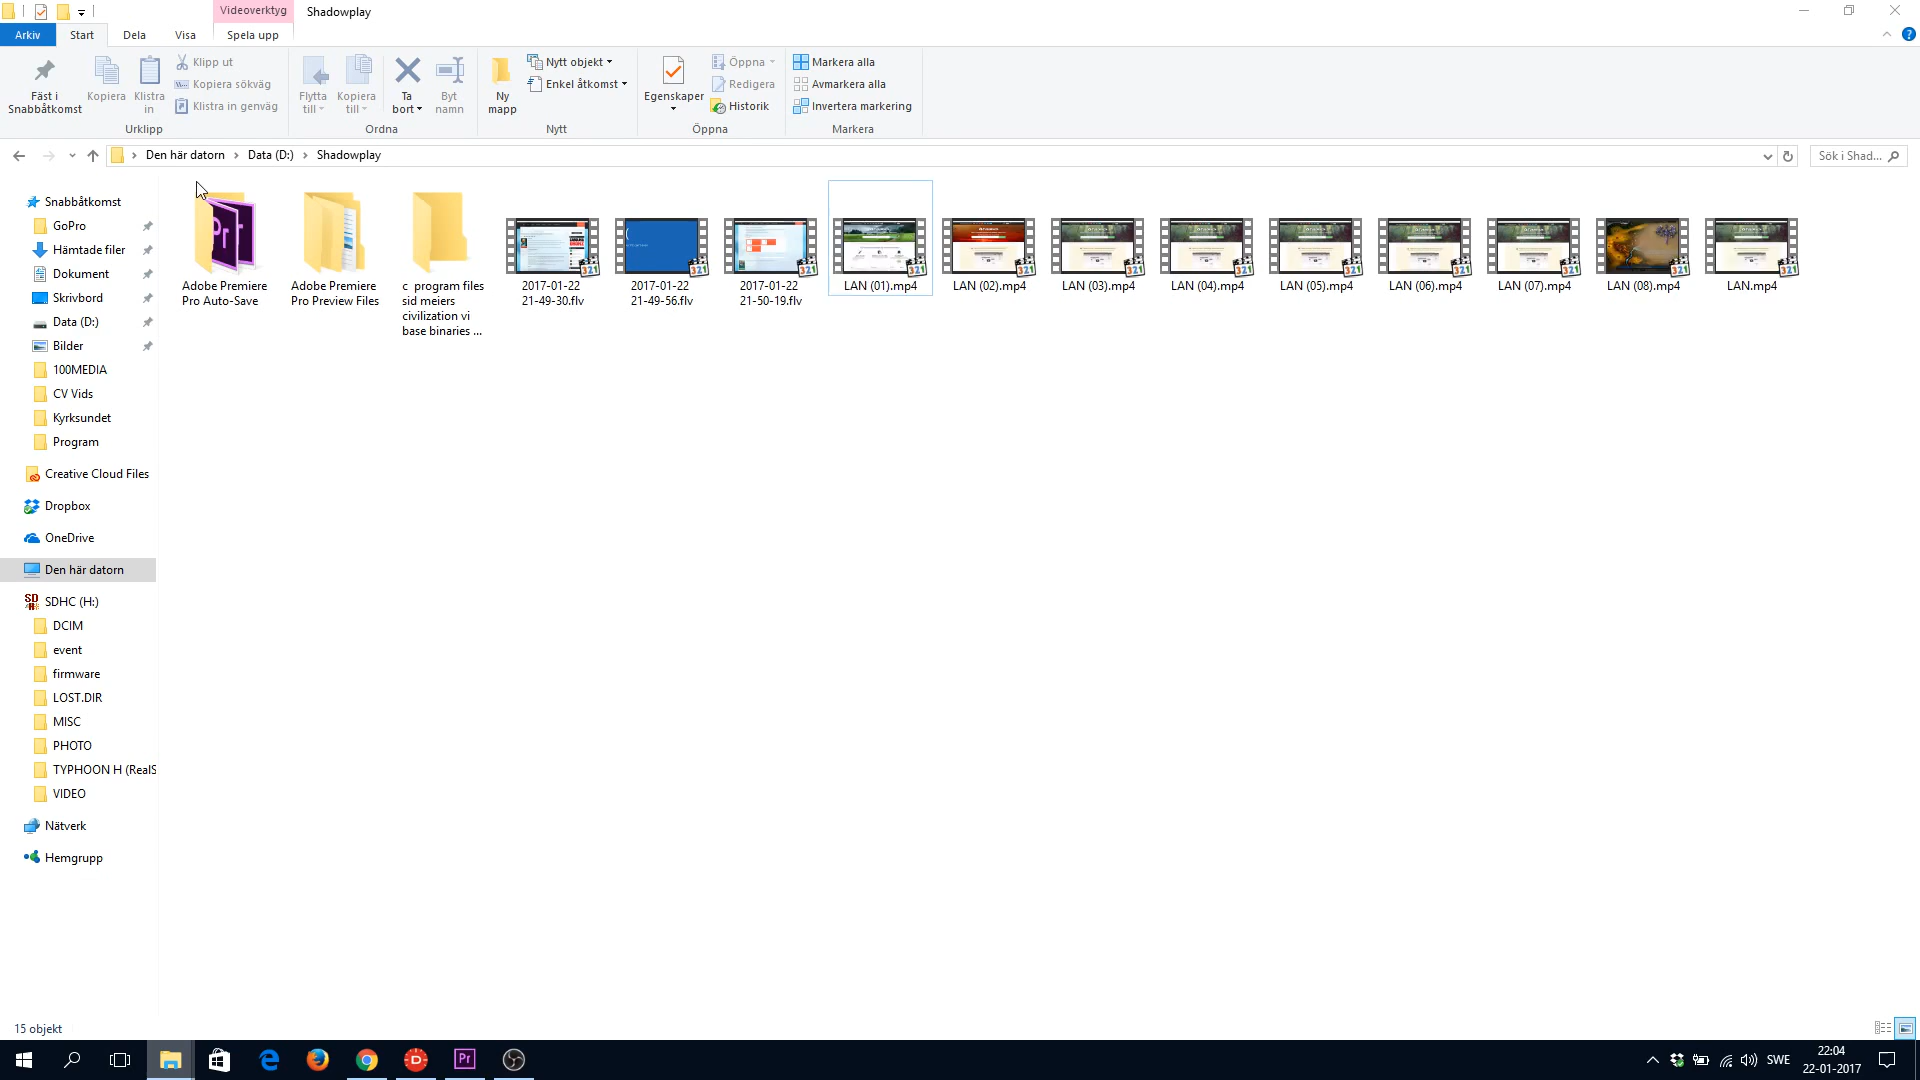 Videoverktyg
Shadowplay
Arkiv
Start
Dela
Visa
Spela upp
Fäst i
Snabbåtkomst
Kopiera
Klistra
in
Klipp ut
Kopiera sökväg
Klistra in genväg
Urklipp
Flytta
till
Kopiera
till
Ta
bort
Byt
namn
Ordna
Ny
mapp
Nytt objekt
Enkel åtkomst
Nytt
Egenskaper
Öppna
Redigera
Historik
Öppna
Markera alla
Avmarkera alla
Invertera markering
Markera
Den här datorn
Data (D:)
Shadowplay
Sök i Shad...
Snabbåtkomst
GoPro
Hämtade filer
Dokument
Skrivbord
Data (D:)
Bilder
100MEDIA
CV Vids
Kyrksundet
Program
Creative Cloud Files
Dropbox
OneDrive
Den här datorn
SDHC (H:)
DCIM
event
firmware
LOST.DIR
MISC
PHOTO
TYPHOON H (RealS
VIDEO
Nätverk
Hemgrupp
Adobe Premiere
Pro Auto-Save
Adobe Premiere
Pro Preview Files
c program files
sid meiers
civilization vi
base binaries ...
2017-01-22
21-49-30.flv
2017-01-22
21-49-56.flv
2017-01-22
21-50-19.flv
LAN (01).mp4
LAN (02).mp4
LAN (03).mp4
LAN (04).mp4
LAN (05).mp4
LAN (06).mp4
LAN (07).mp4
LAN (08).mp4
LAN.mp4
15 objekt
SWE
22:04
22-01-2017